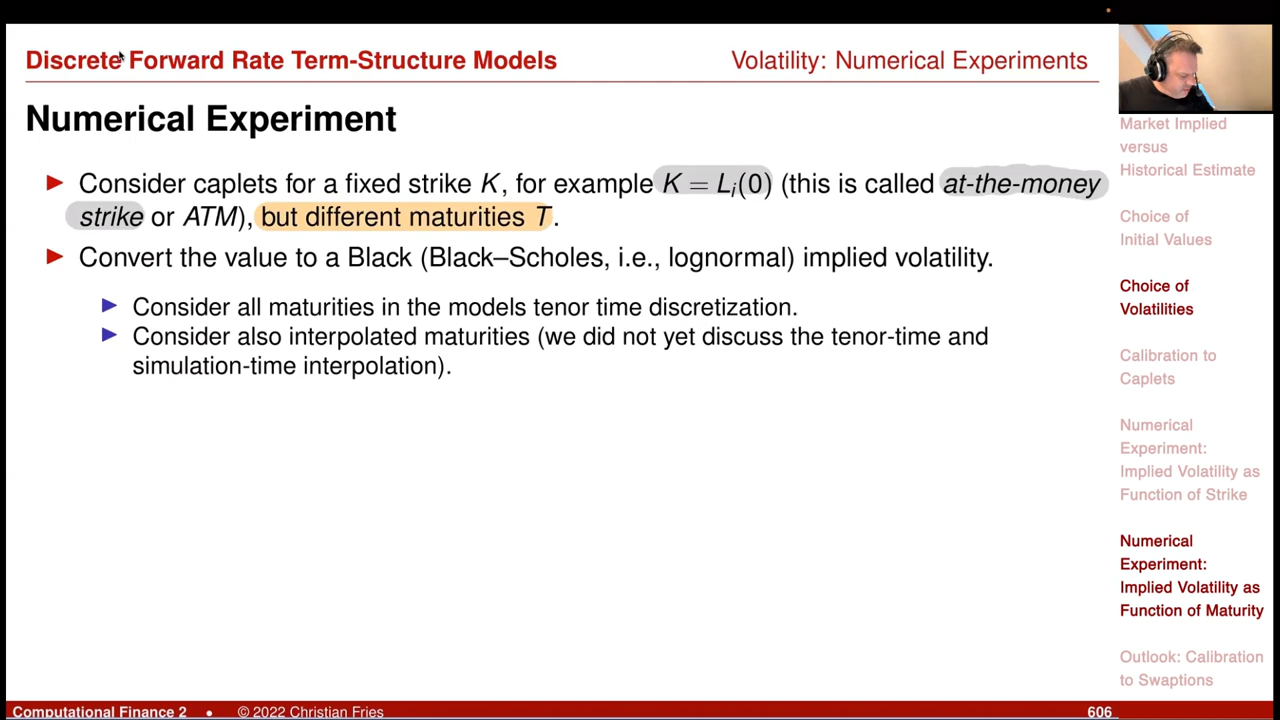 Discrete Forward Rate Term-Structure Models
Volatility: Numerical Experiments
Numerical Experiment
► Consider caplets for a fixed strike K, for example K = Lᵢ(0) (this is called at-the-money
strike or ATM), but different maturities T.
► Convert the value to a Black (Black–Scholes, i.e., lognormal) implied volatility.
► Consider all maturities in the models tenor time discretization.
► Consider also interpolated maturities (we did not yet discuss the tenor-time and
simulation-time interpolation).
Market Implied
versus
Historical Estimate
Choice of
Initial Values
Choice of
Volatilities
Calibration to
Caplets
Numerical
Experiment:
Implied Volatility as
Function of Strike
Numerical
Experiment:
Implied Volatility as
Function of Maturity
Outlook: Calibration
to Swaptions
Computational Finance 2 • © 2022 Christian Fries
606